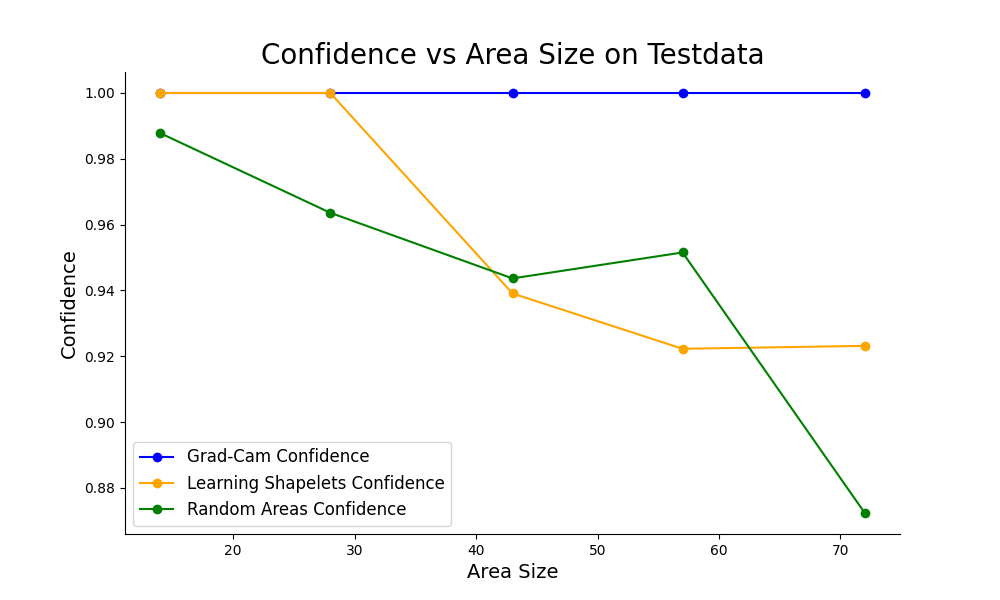 Confidence vs Area Size on Testdata
Confidence
1.00
0.98
0.96
0.94
0.92
0.90
0.88
Grad-Cam Confidence
Learning Shapelets Confidence
Random Areas Confidence
20 30 40 50 60 70
Area Size